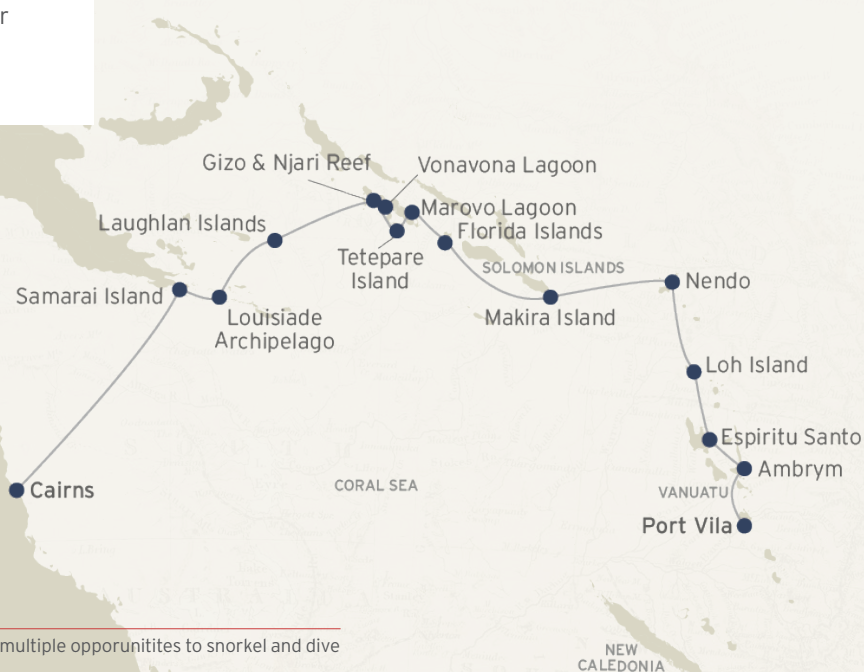 r
Gizo & Njari Reef
Vonavona Lagoon
Marovo Lagoon
Laughlan Islands
Florida Islands
Tetepare
Island
SOLOMON ISLANDS
Samarai Island
Nendo
Louisiade
Archipelago
Makira Island
Loh Island
Espiritu Santo
Ambrym
CORAL SEA
Cairns
VANUATU
Port Vila
multiple opporunitites to snorkel and dive
NEW
CALEDONIA